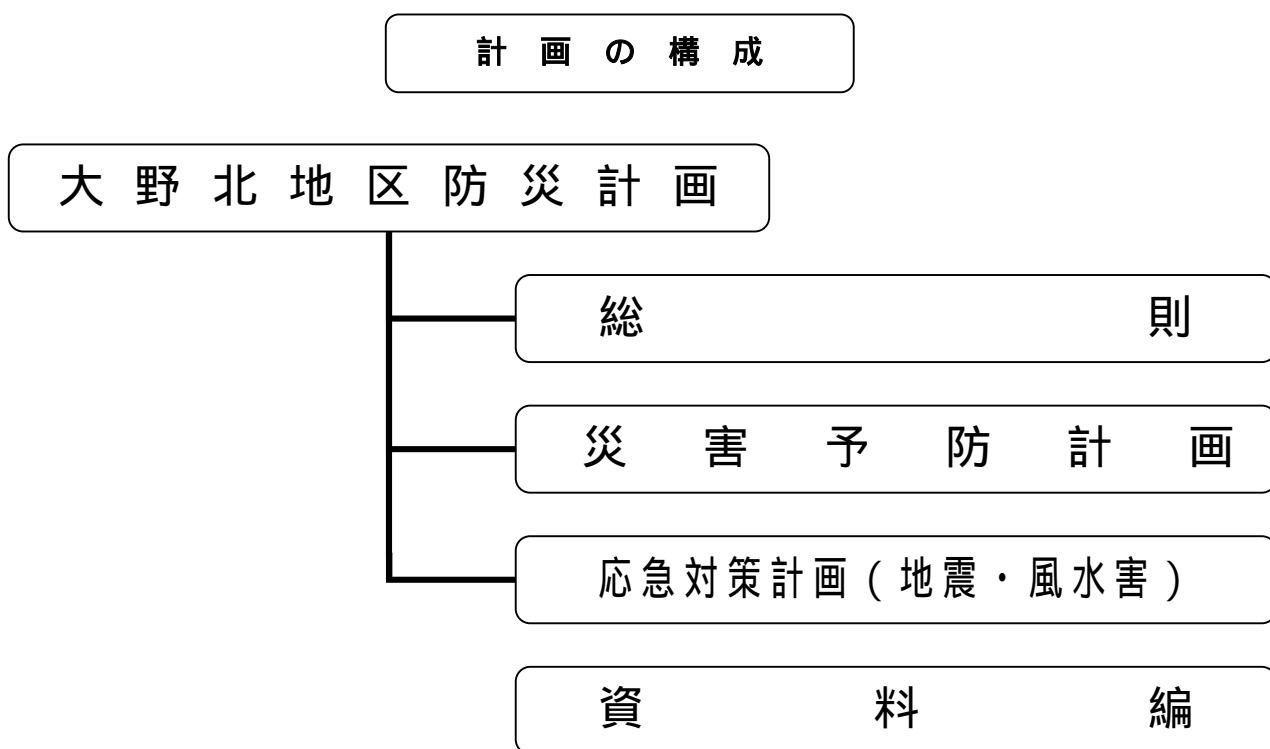 計画の構成
大野北地区防災計画
総則
災害予防計画
応急対策計画（地震・風水害）
資料編